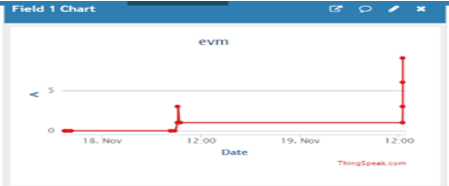 Field 1 Chart
evm
A
5
0
18. Nov 12:00 19. Nov 12:00
Date
ThingSpeak.com